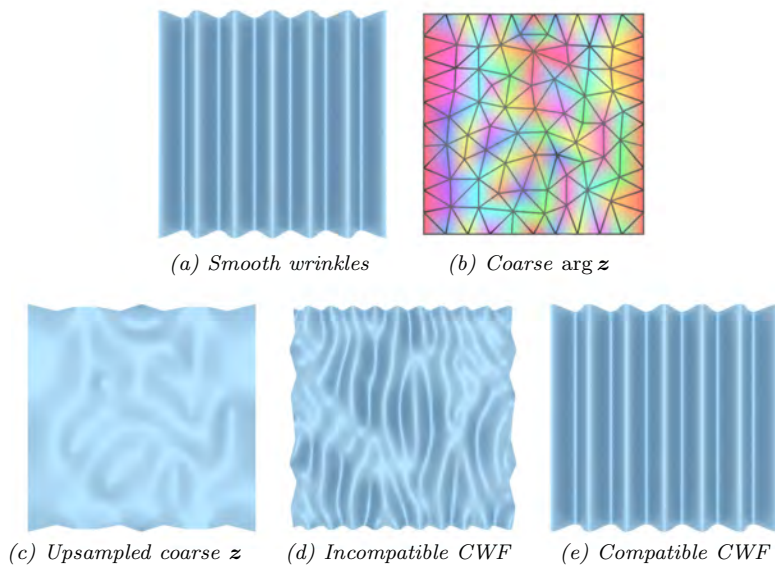 (a) Smooth wrinkles
(b) Coarse arg z
(c) Upsampled coarse z
(d) Incompatible CWF
(e) Compatible CWF